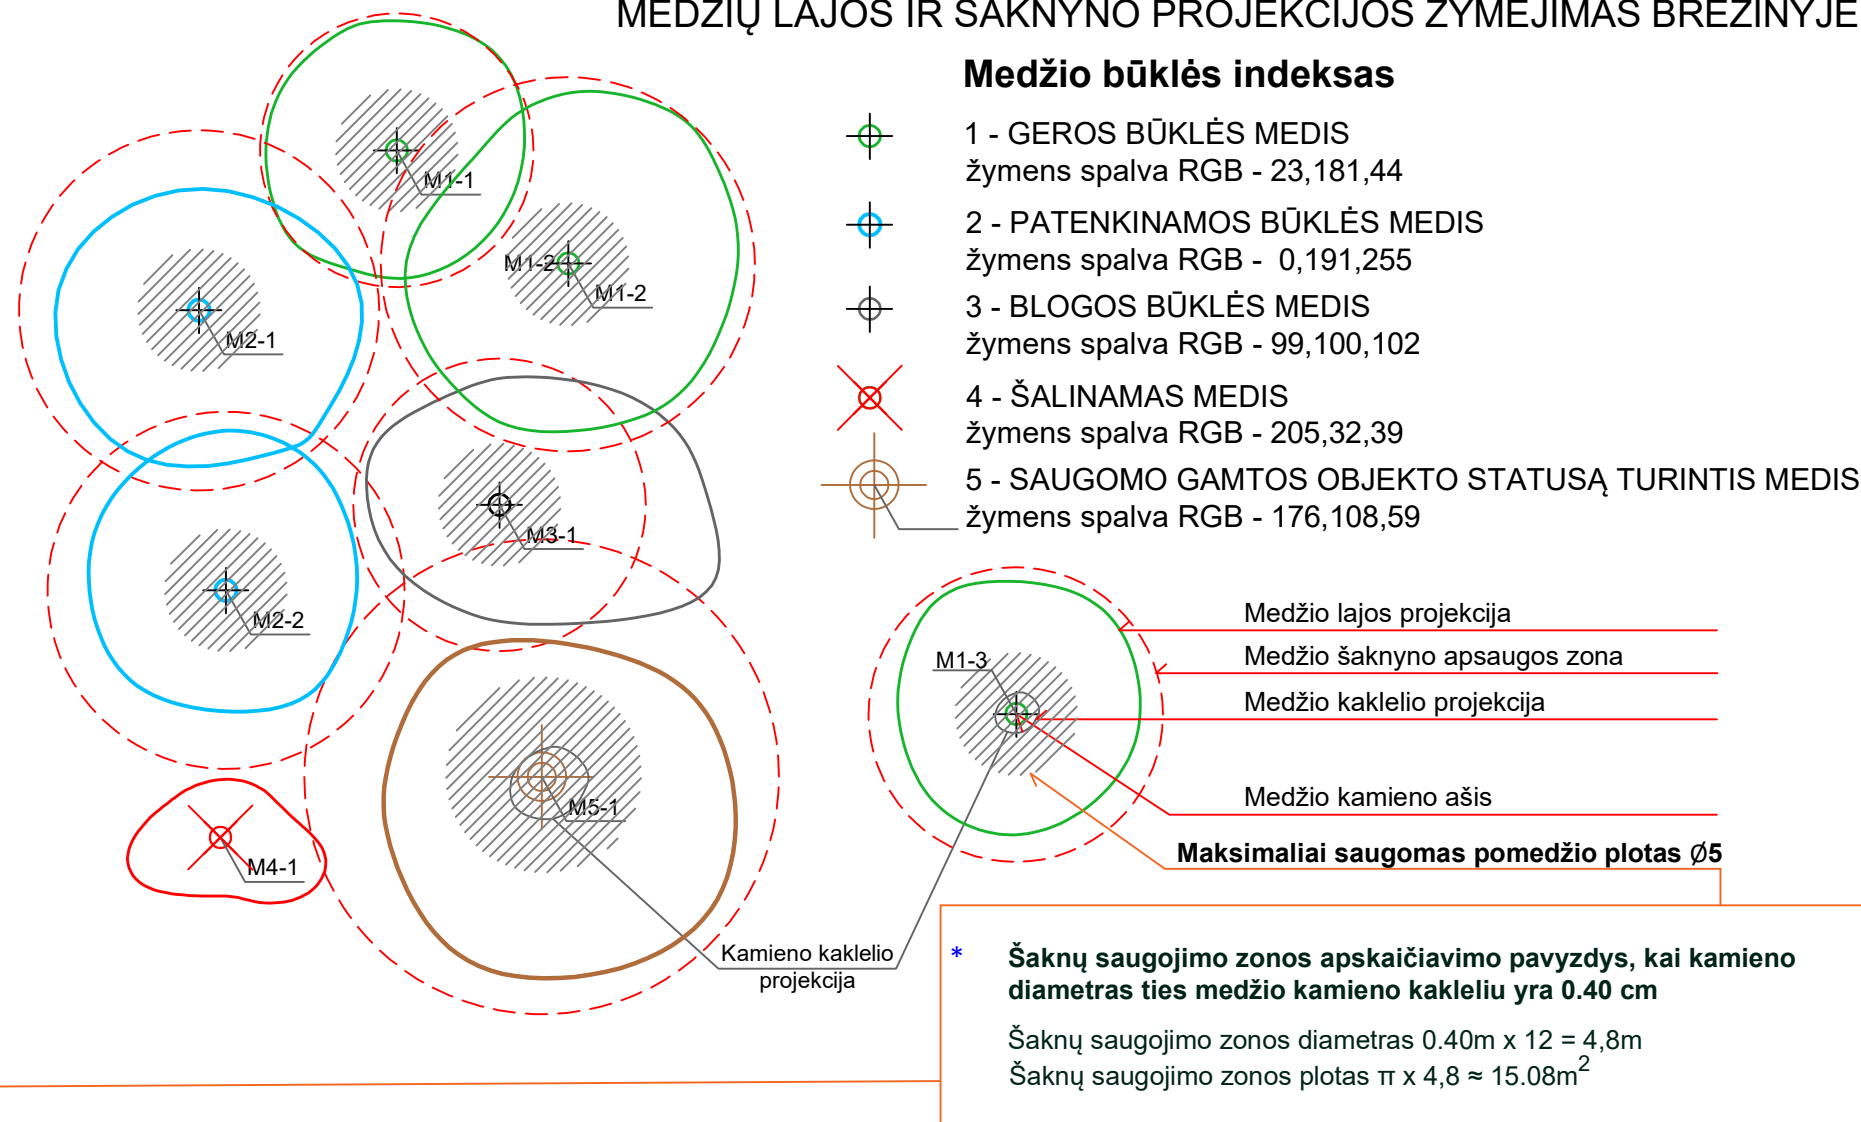 MEDŽIŲ LAJOS IR ŠAKNYNO PROJEKCIJOS ŽYMĖJIMAS BRĖŽINYJE
Medžio būklės indeksas
1 - GEROS BŪKLĖS MEDIS
žymens spalva RGB - 23,181,44
2 - PATENKINAMOS BŪKLĖS MEDIS
žymens spalva RGB - 0,191,255
3 - BLOGOS BŪKLĖS MEDIS
žymens spalva RGB - 99,100,102
4 - ŠALINAMAS MEDIS
žymens spalva RGB - 205,32,39
5 - SAUGOMO GAMTOS OBJEKTO STATUSĄ TURINTIS MEDIS
žymens spalva RGB - 176,108,59
M1-1
M1-2
M1-2
M2-1
M3-1
M2-2
M5-1
M4-1
Kamieno kaklelio
projekcija
M1-3
Medžio lajos projekcija
Medžio šaknyno apsaugos zona
Medžio kaklelio projekcija
Medžio kamieno ašis
Maksimaliai saugomas pomedžio plotas Ø5
* Šaknų saugojimo zonos apskaičiavimo pavyzdys, kai kamieno
diametras ties medžio kamieno kakleliu yra 0.40 cm
Šaknų saugojimo zonos diametras 0.40m x 12 = 4,8m
Šaknų saugojimo zonos plotas π x 4,8 ≈ 15.08m²